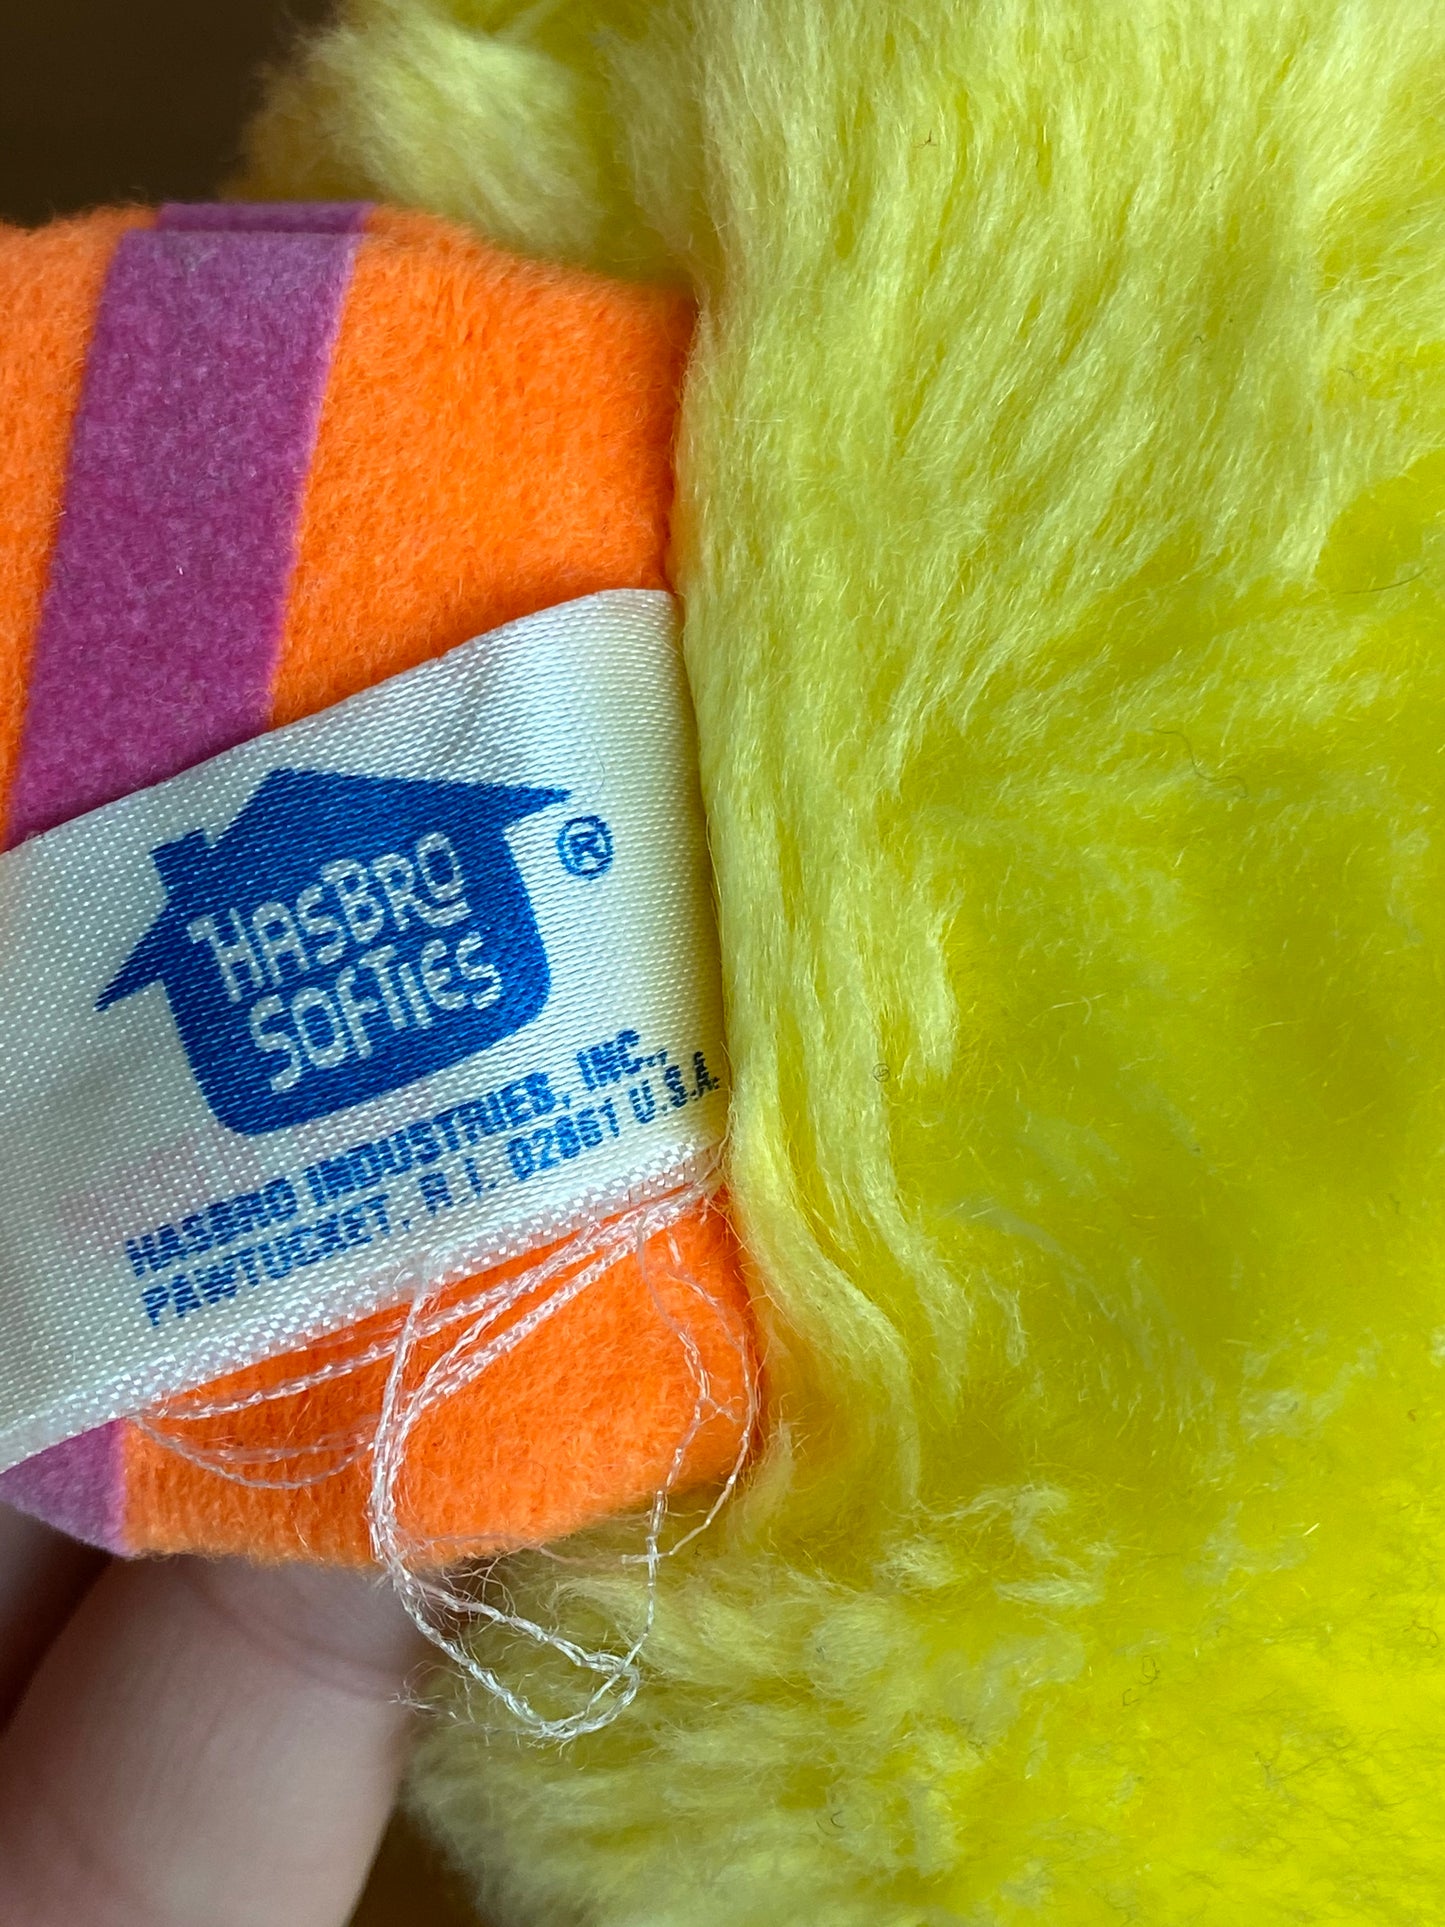 HASBRO
SOFTIES
®
HASBRO INDUSTRIES, INC.,
PAWTUCKET, R.I. 02861 U.S.A.